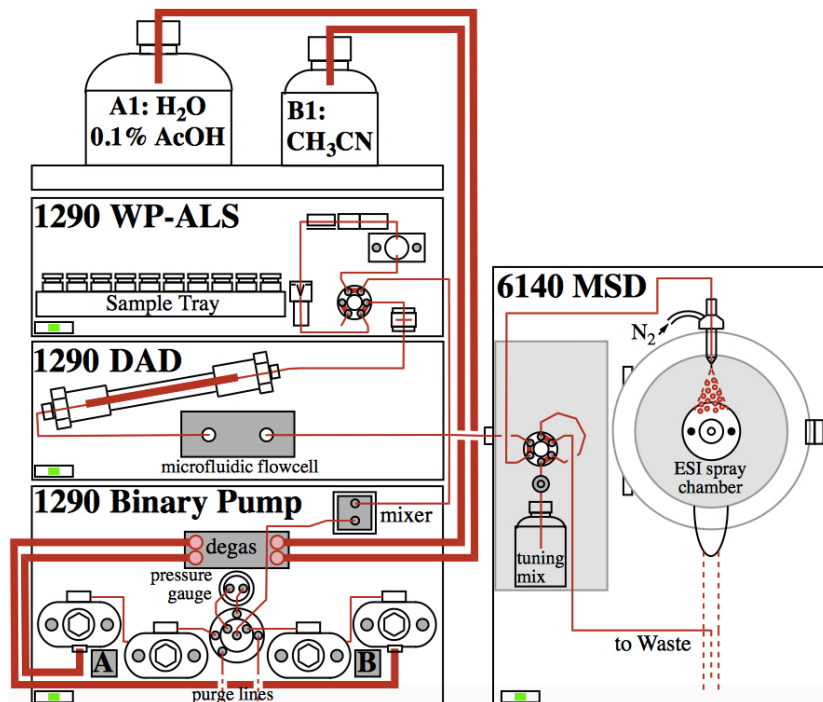 A1: H₂O
0.1% AcOH
B1:
CH₃CN
1290 WP-ALS
Sample Tray
1290 DAD
microfluidic flowcell
1290 Binary Pump
mixer
degas
pressure
gauge
A
B
purge lines
6140 MSD
N₂
ESI spray
chamber
tuning
mix
to Waste